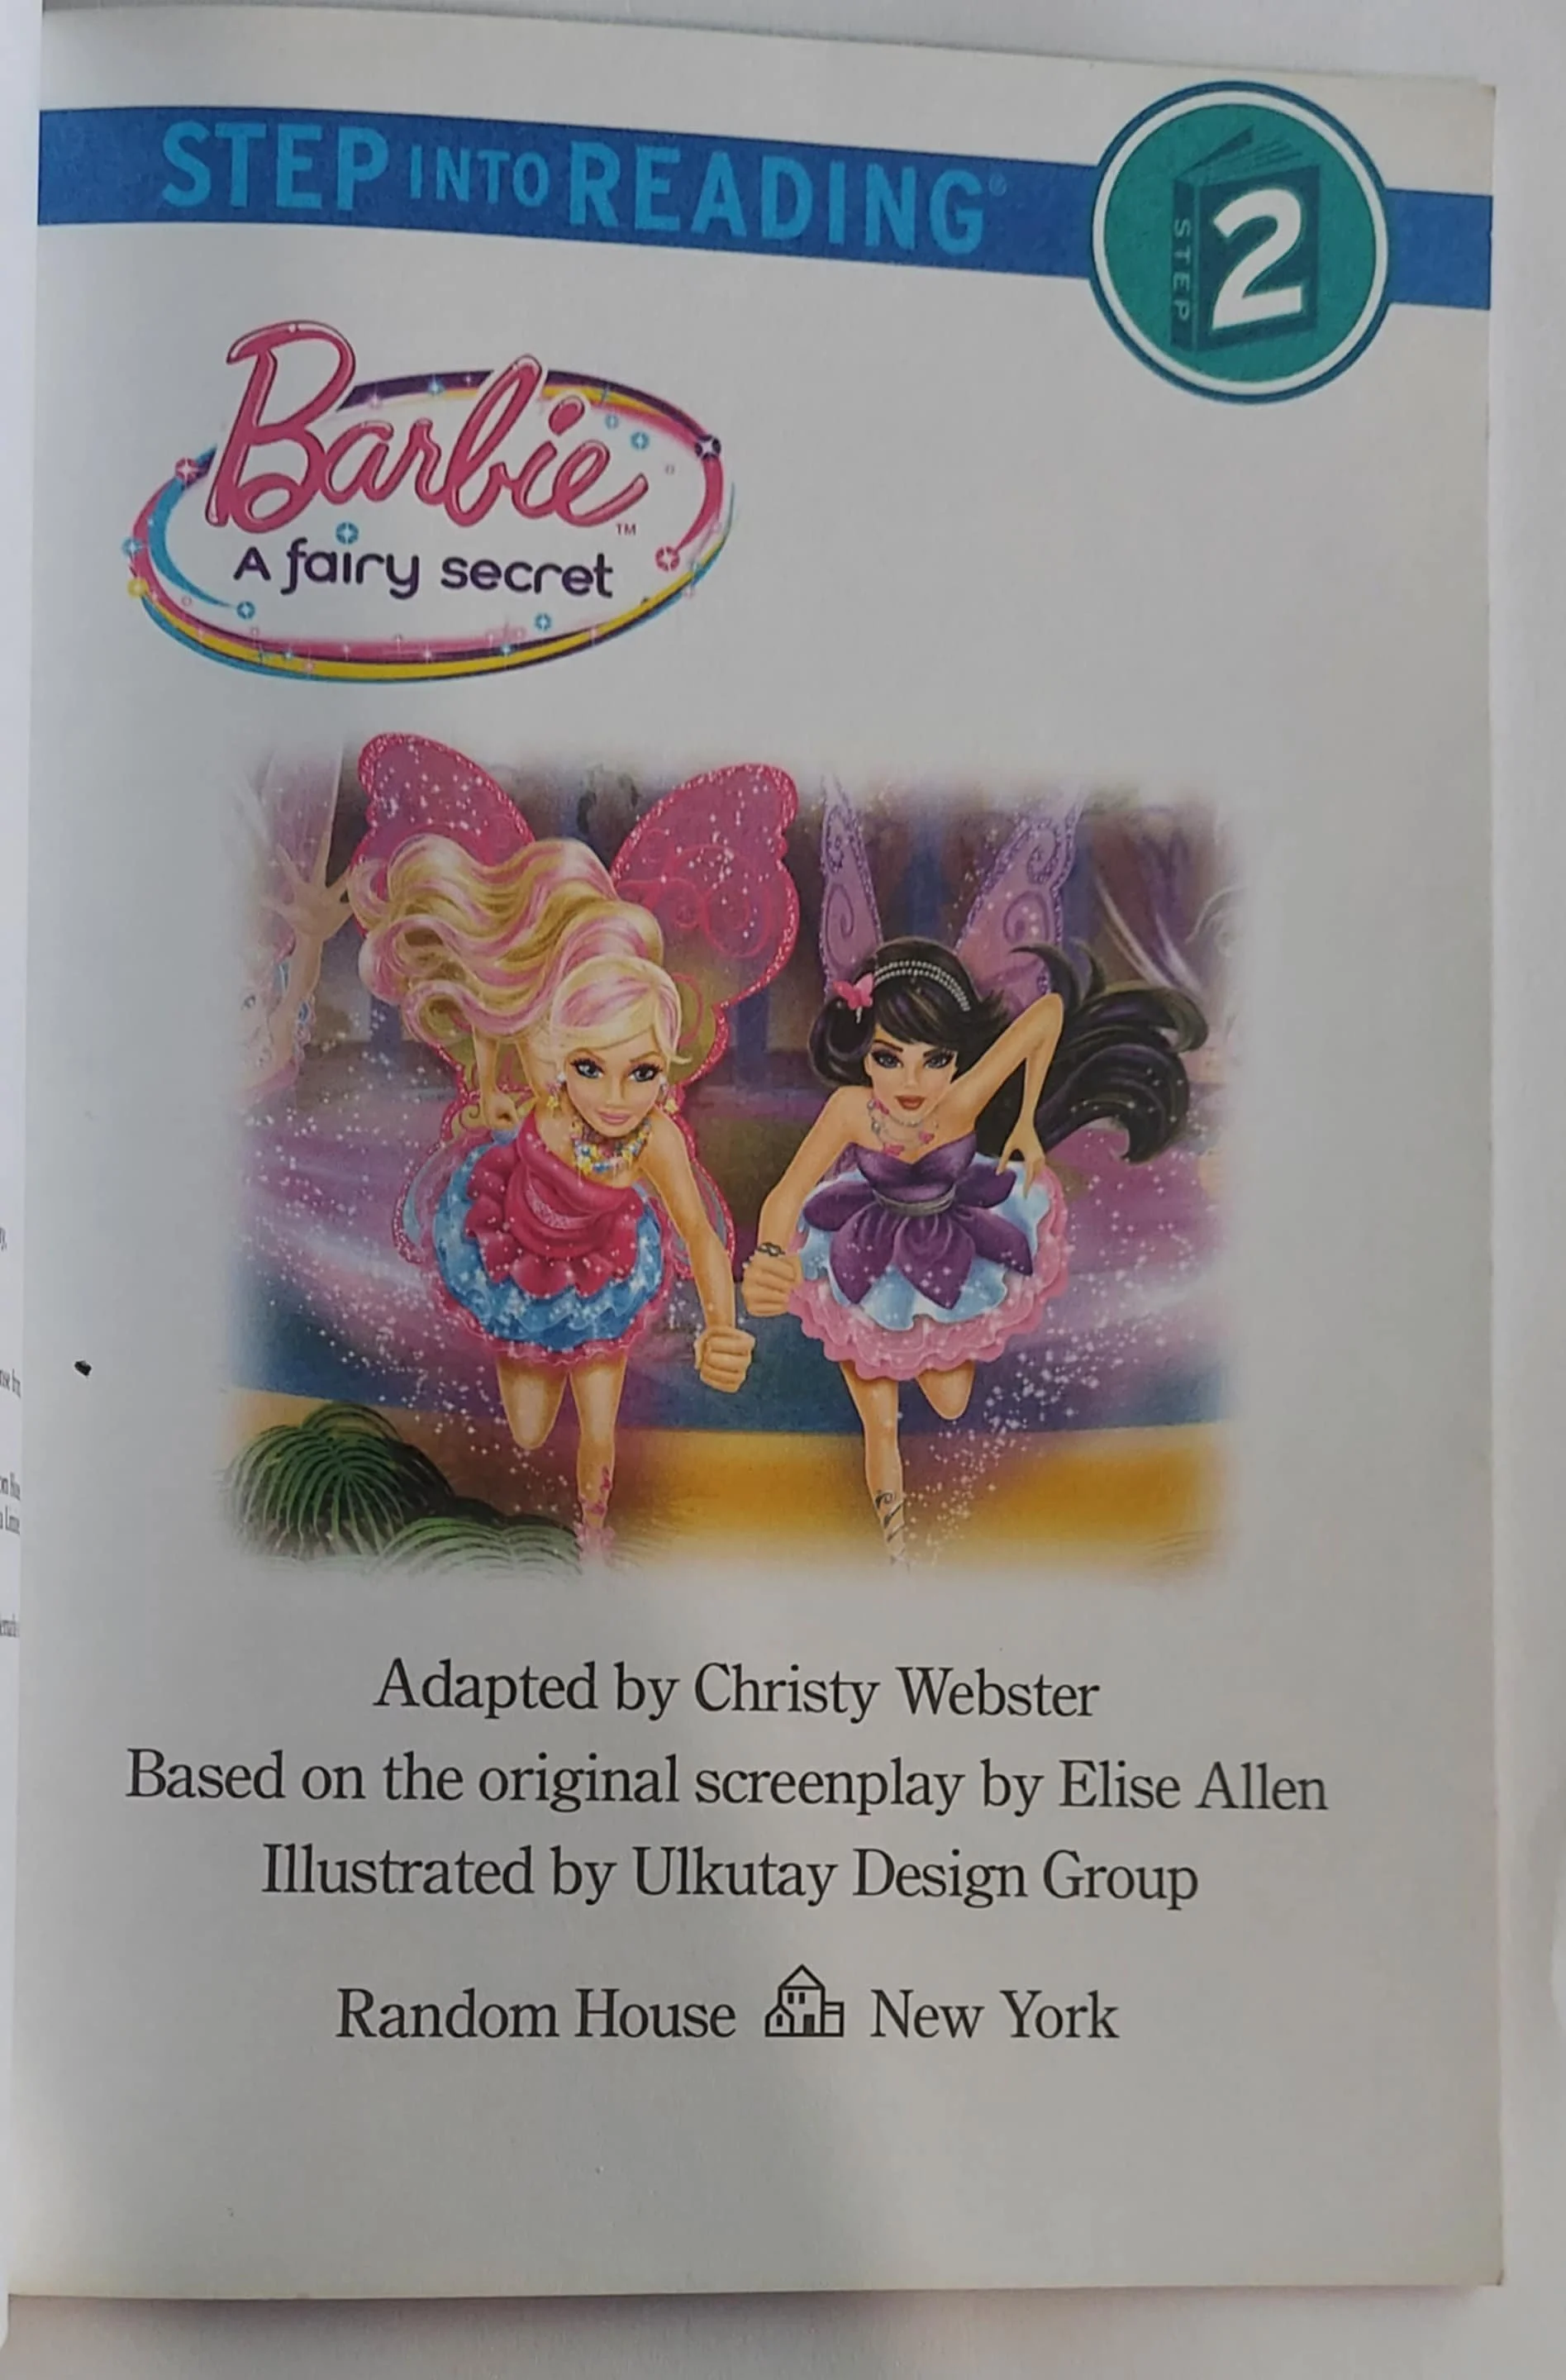 STEP INTO READING®
STEP 2
Barbie™
A fairy secret
Adapted by Christy Webster
Based on the original screenplay by Elise Allen
Illustrated by Ulkutay Design Group
Random House New York